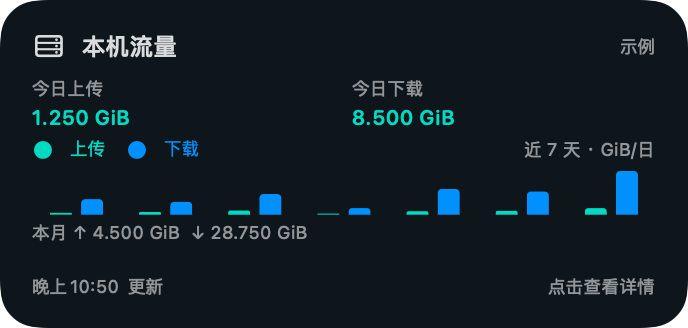 本机流量 示例
今日上传 今日下载
1.250 GiB 8.500 GiB
上传 下载 近 7 天 · GiB/日
本月 ↑ 4.500 GiB ↓ 28.750 GiB
晚上 10:50 更新 点击查看详情